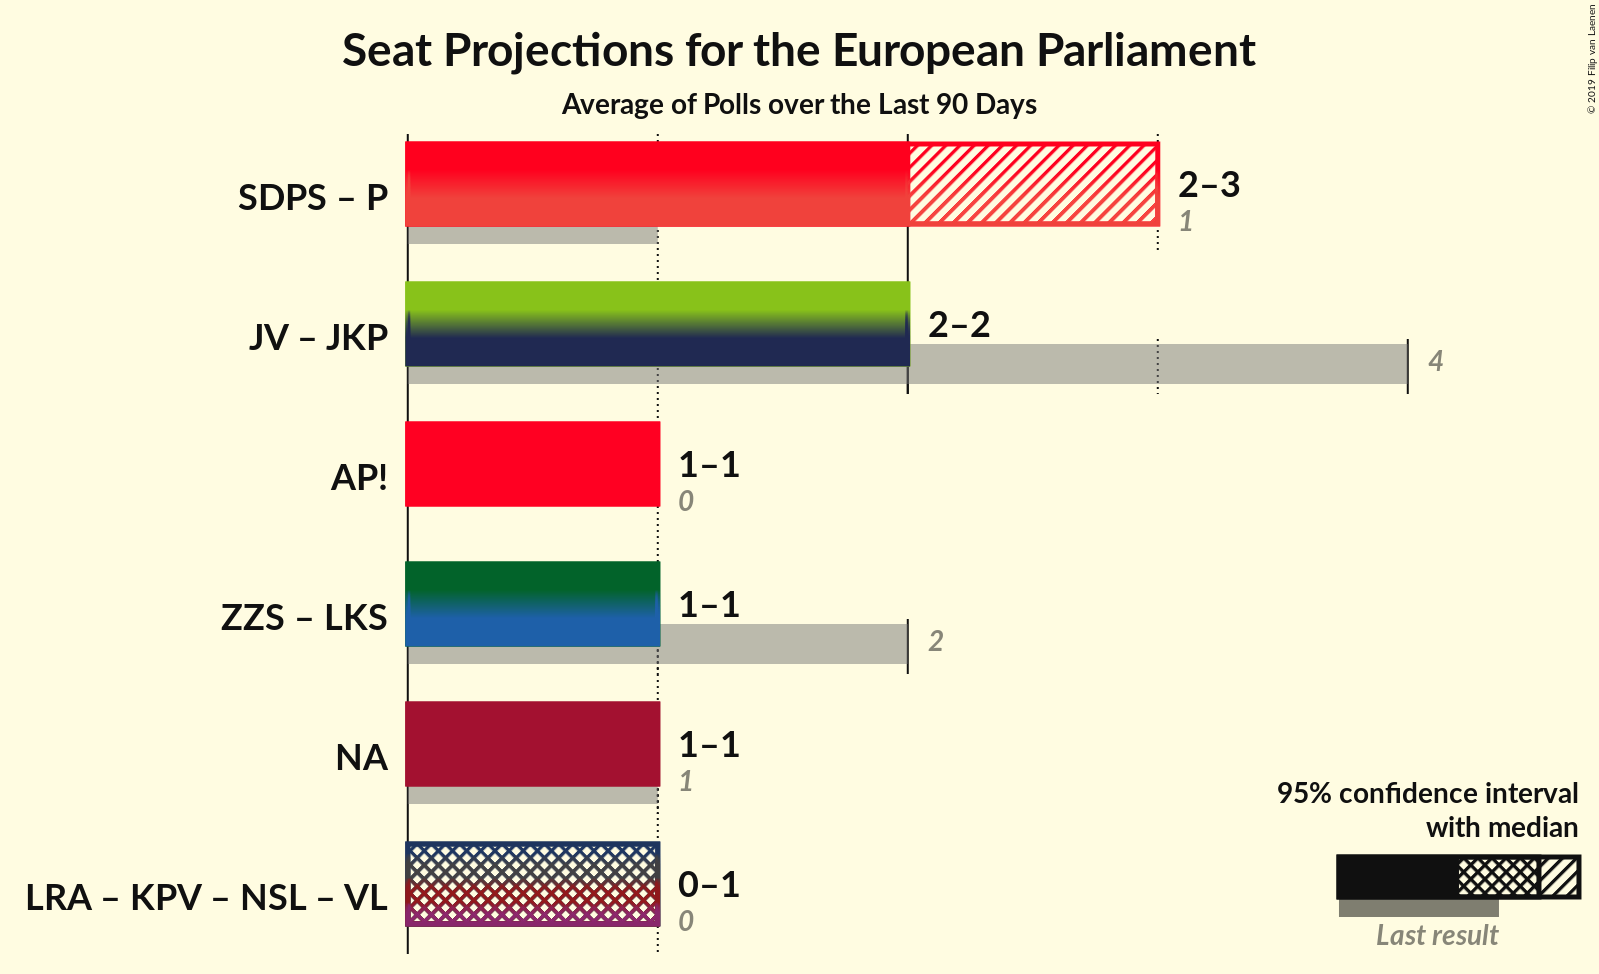 Seat Projections for the European Parliament
Average of Polls over the Last 90 Days
© 2019 Filip van Laenen
SDPS – P
2–3
1
JV – JKP
2–2
4
AP!
1–1
0
ZZS – LKS
1–1
2
NA
1–1
1
LRA – KPV – NSL – VL
0–1
0
95% confidence interval
with median
Last result